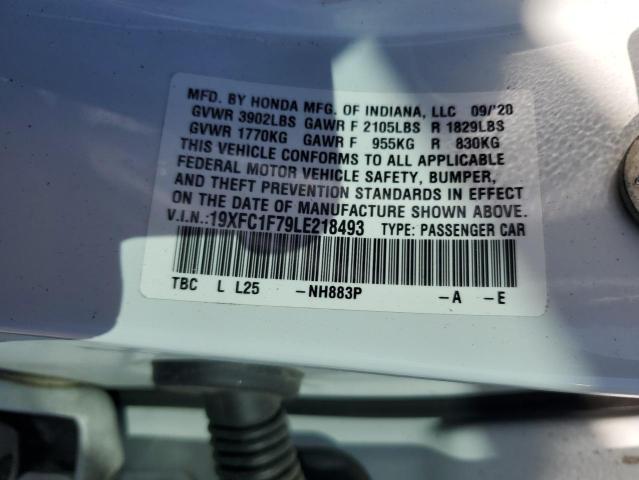 MFD. BY HONDA MFG. OF INDIANA, LLC 09/'20
GVWR 3902LBS GAWR F 2105LBS R 1829LBS
GVWR 1770KG GAWR F 955KG R 830KG
THIS VEHICLE CONFORMS TO ALL APPLICABLE
FEDERAL MOTOR VEHICLE SAFETY, BUMPER,
AND THEFT PREVENTION STANDARDS IN EFFECT
ON THE DATE OF MANUFACTURE SHOWN ABOVE.
V.I.N.:19XFC1F79LE218493 TYPE: PASSENGER CAR
TBC L L25 -NH883P -A -E